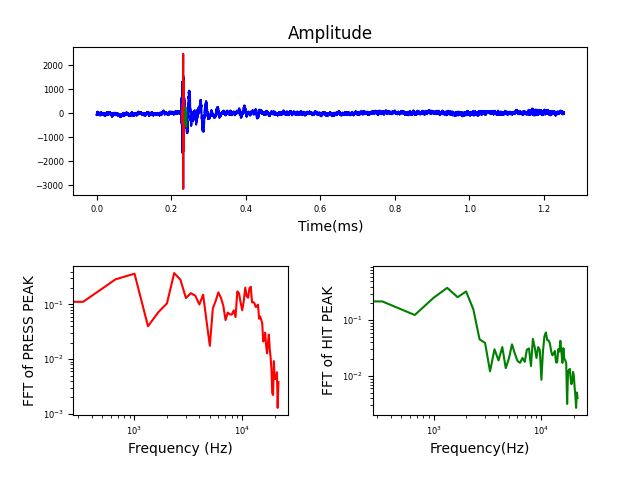 Amplitude
2000
1000
0
−1000
−2000
−3000
0.0 0.2 0.4 0.6 0.8 1.0 1.2
Time(ms)
FFT of PRESS PEAK
10⁻¹
10⁻²
10⁻³
10³ 10⁴
Frequency (Hz)
FFT of HIT PEAK
10⁻¹
10⁻²
10³ 10⁴
Frequency(Hz)